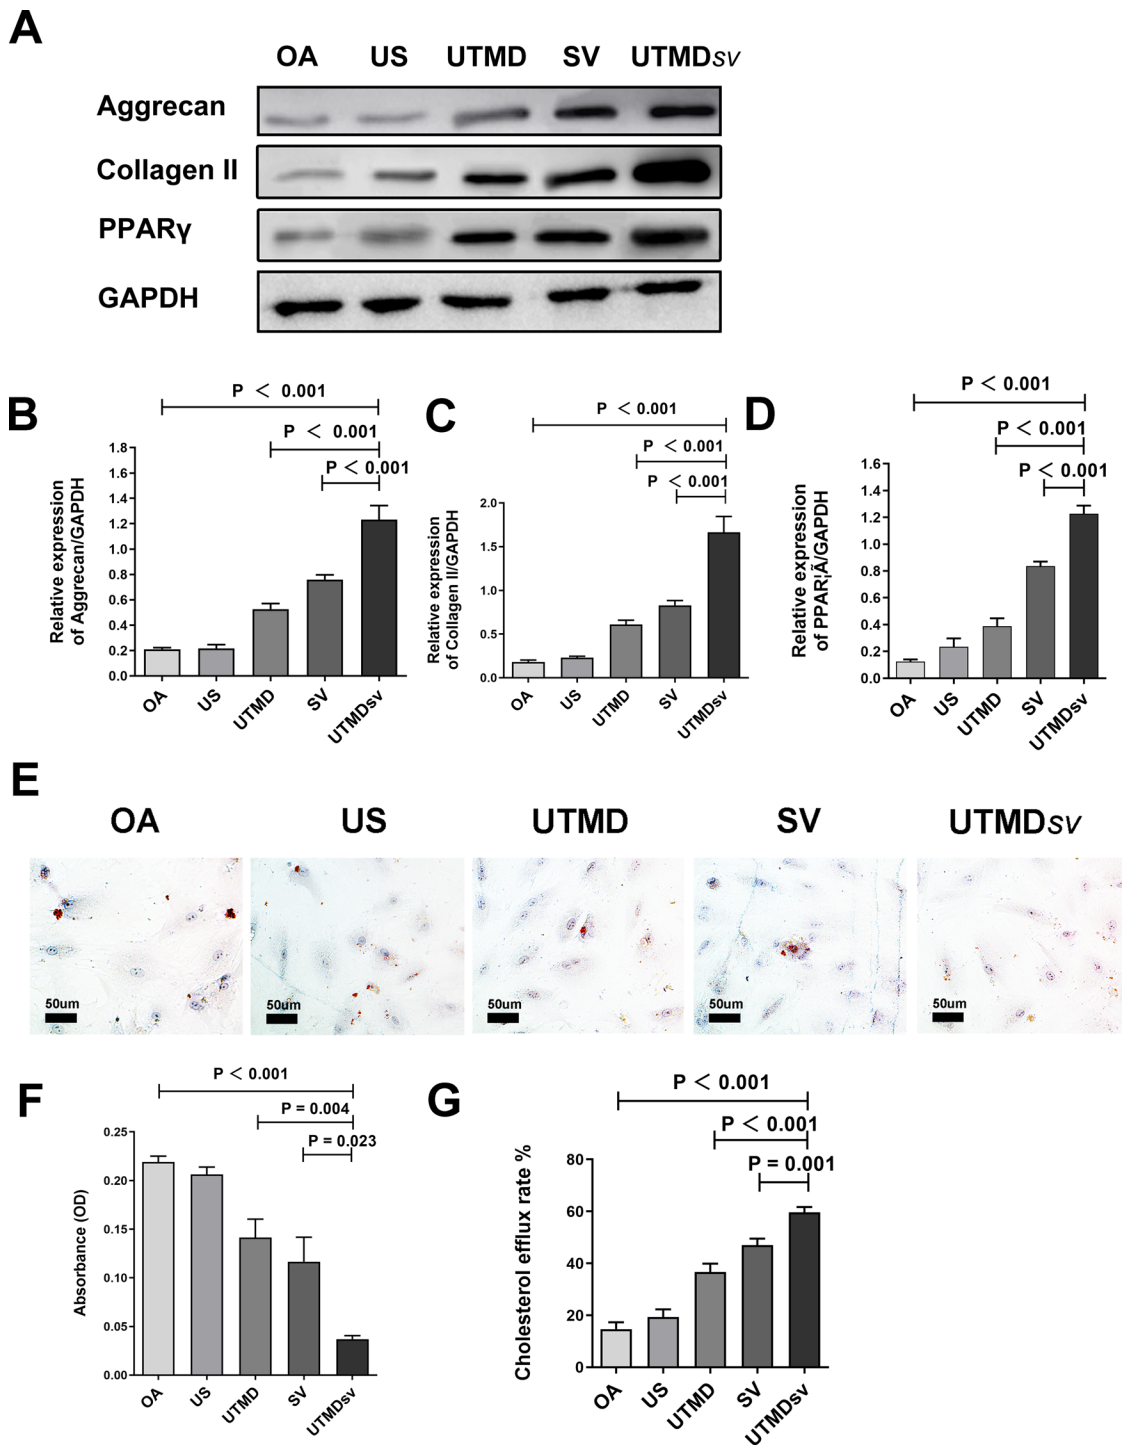 A
OA US UTMD SV UTMDsv
Aggrecan
Collagen II
PPARγ
GAPDH
B
P < 0.001
P < 0.001
P < 0.001
Relative expression
of Aggrecan/GAPDH
1.8
1.6
1.4
1.2
1.0
0.8
0.6
0.4
0.2
0.0
OA US UTMD SV UTMDsv
C
P < 0.001
P < 0.001
P < 0.001
Relative expression
of Collagen II/GAPDH
2.0
1.5
1.0
0.5
0.0
OA US UTMD SV UTMDsv
D
P < 0.001
P < 0.001
P < 0.001
Relative expression
of PPAR¦Ã/GAPDH
1.6
1.4
1.2
1.0
0.8
0.6
0.4
0.2
0.0
OA US UTMD SV UTMDsv
E
OA US UTMD SV UTMDsv
50um 50um 50um 50um 50um
F
P < 0.001
P = 0.004
P = 0.023
Absorbance (OD)
0.25
0.20
0.15
0.10
0.05
0.00
OA US UTMD SV UTMDsv
G
P < 0.001
P < 0.001
P = 0.001
Cholesterol efflux rate %
80
60
40
20
0
OA US UTMD SV UTMDsv